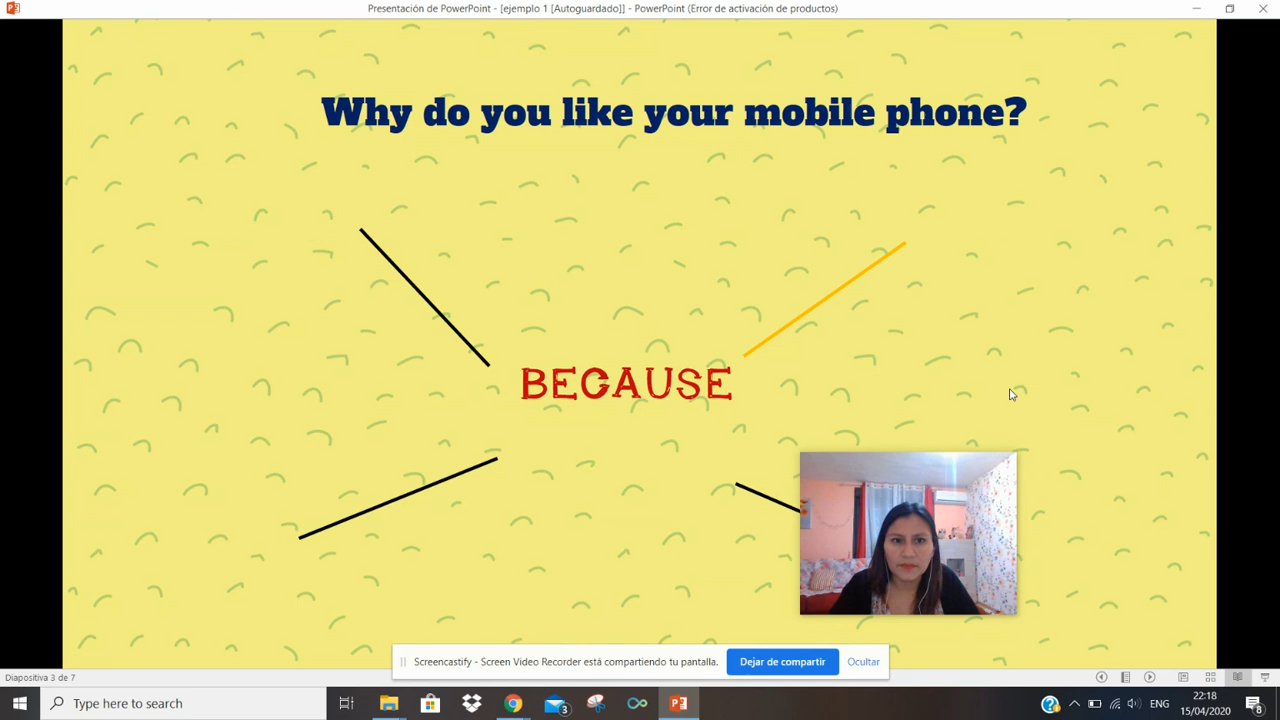 Presentación de PowerPoint - [ejemplo 1 [Autoguardado]] - PowerPoint (Error de activación de productos)
Why do you like your mobile phone?
BECAUSE
Screencastify - Screen Video Recorder está compartiendo tu pantalla.
Dejar de compartir
Ocultar
Diapositiva 3 de 7
Type here to search
3
ENG
22:18
15/04/2020
8